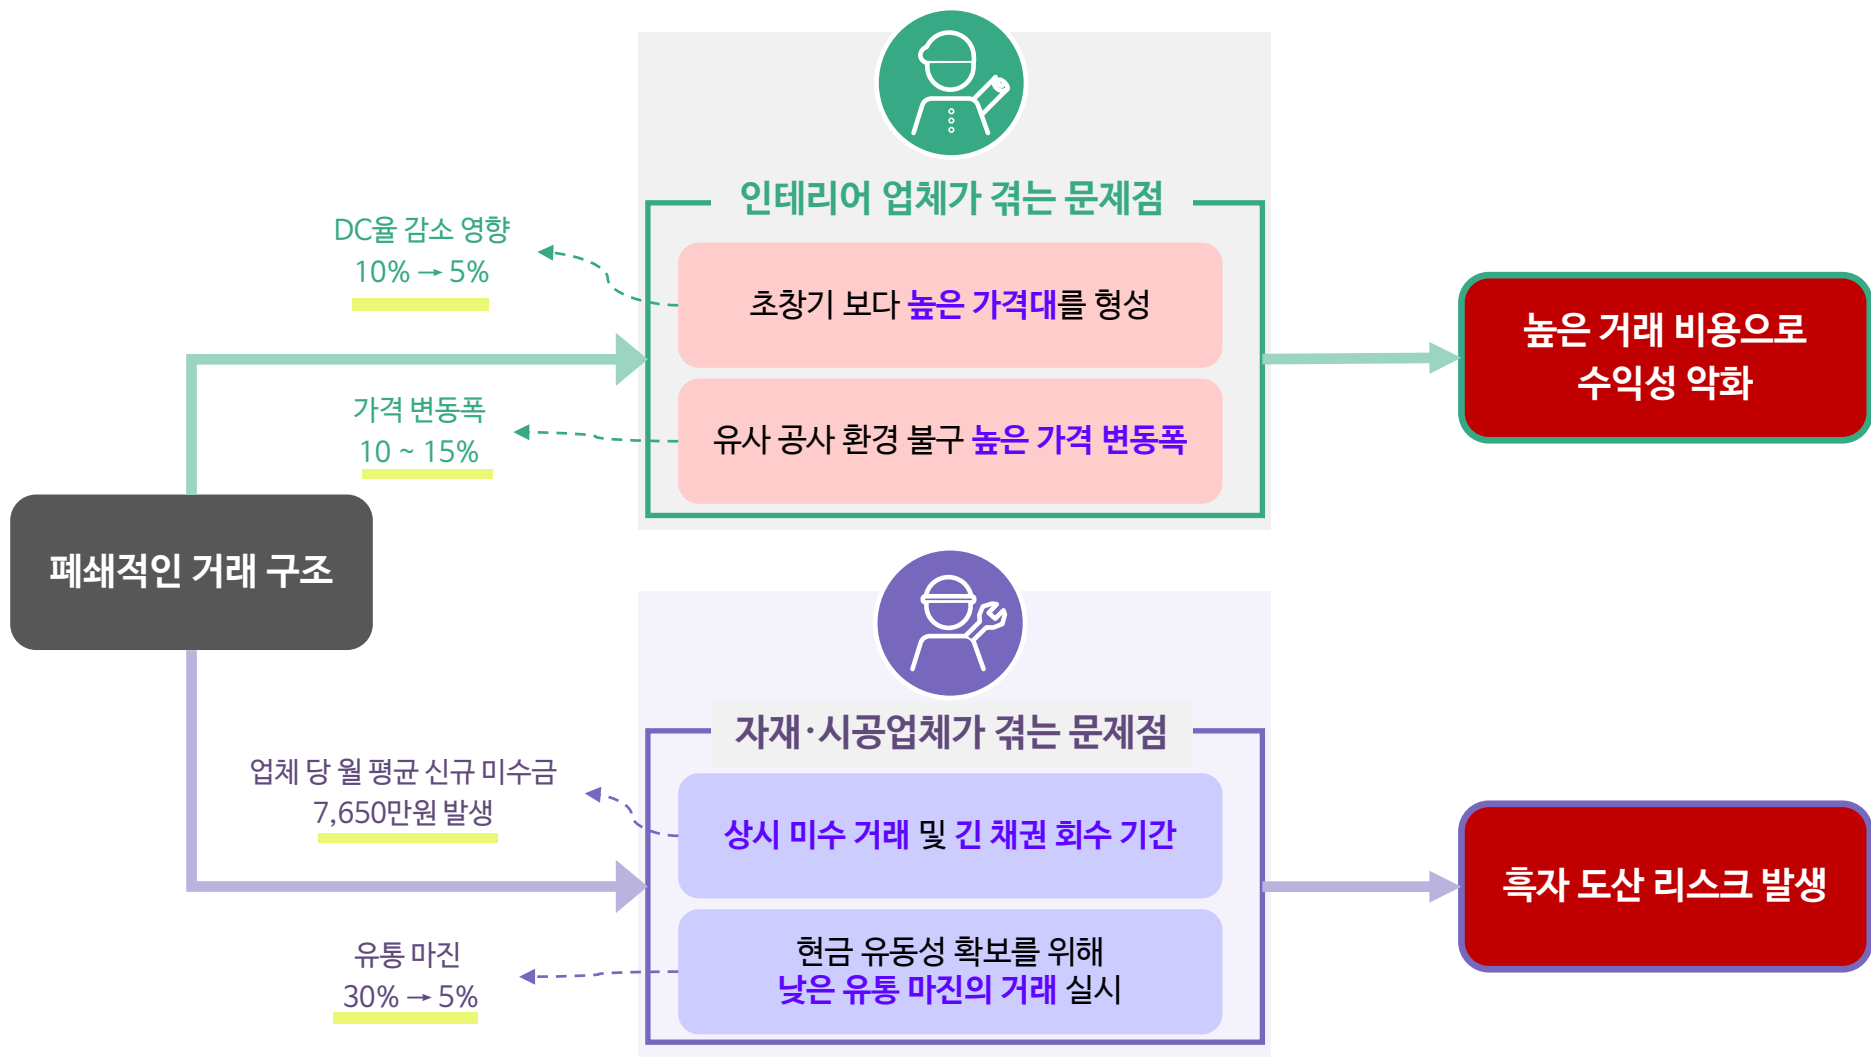 인테리어 업체가 겪는 문제점
DC율 감소 영향
10% → 5%
초창기 보다 높은 가격대를 형성
가격 변동폭
10 ~ 15%
유사 공사 환경 불구 높은 가격 변동폭
높은 거래 비용으로
수익성 악화
폐쇄적인 거래 구조
자재·시공업체가 겪는 문제점
업체 당 월 평균 신규 미수금
7,650만원 발생
상시 미수 거래 및 긴 채권 회수 기간
유통 마진
30% → 5%
현금 유동성 확보를 위해
낮은 유통 마진의 거래 실시
흑자 도산 리스크 발생